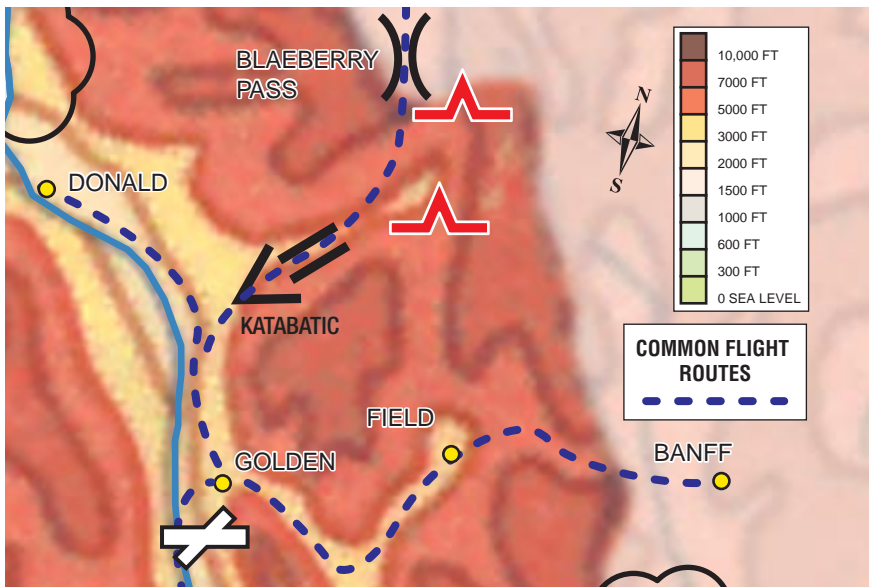 BLAEBERRY
PASS
N
S
10,000 FT
7000 FT
5000 FT
3000 FT
2000 FT
1500 FT
1000 FT
600 FT
300 FT
0 SEA LEVEL
DONALD
KATABATIC
COMMON FLIGHT
ROUTES
FIELD
GOLDEN
BANFF